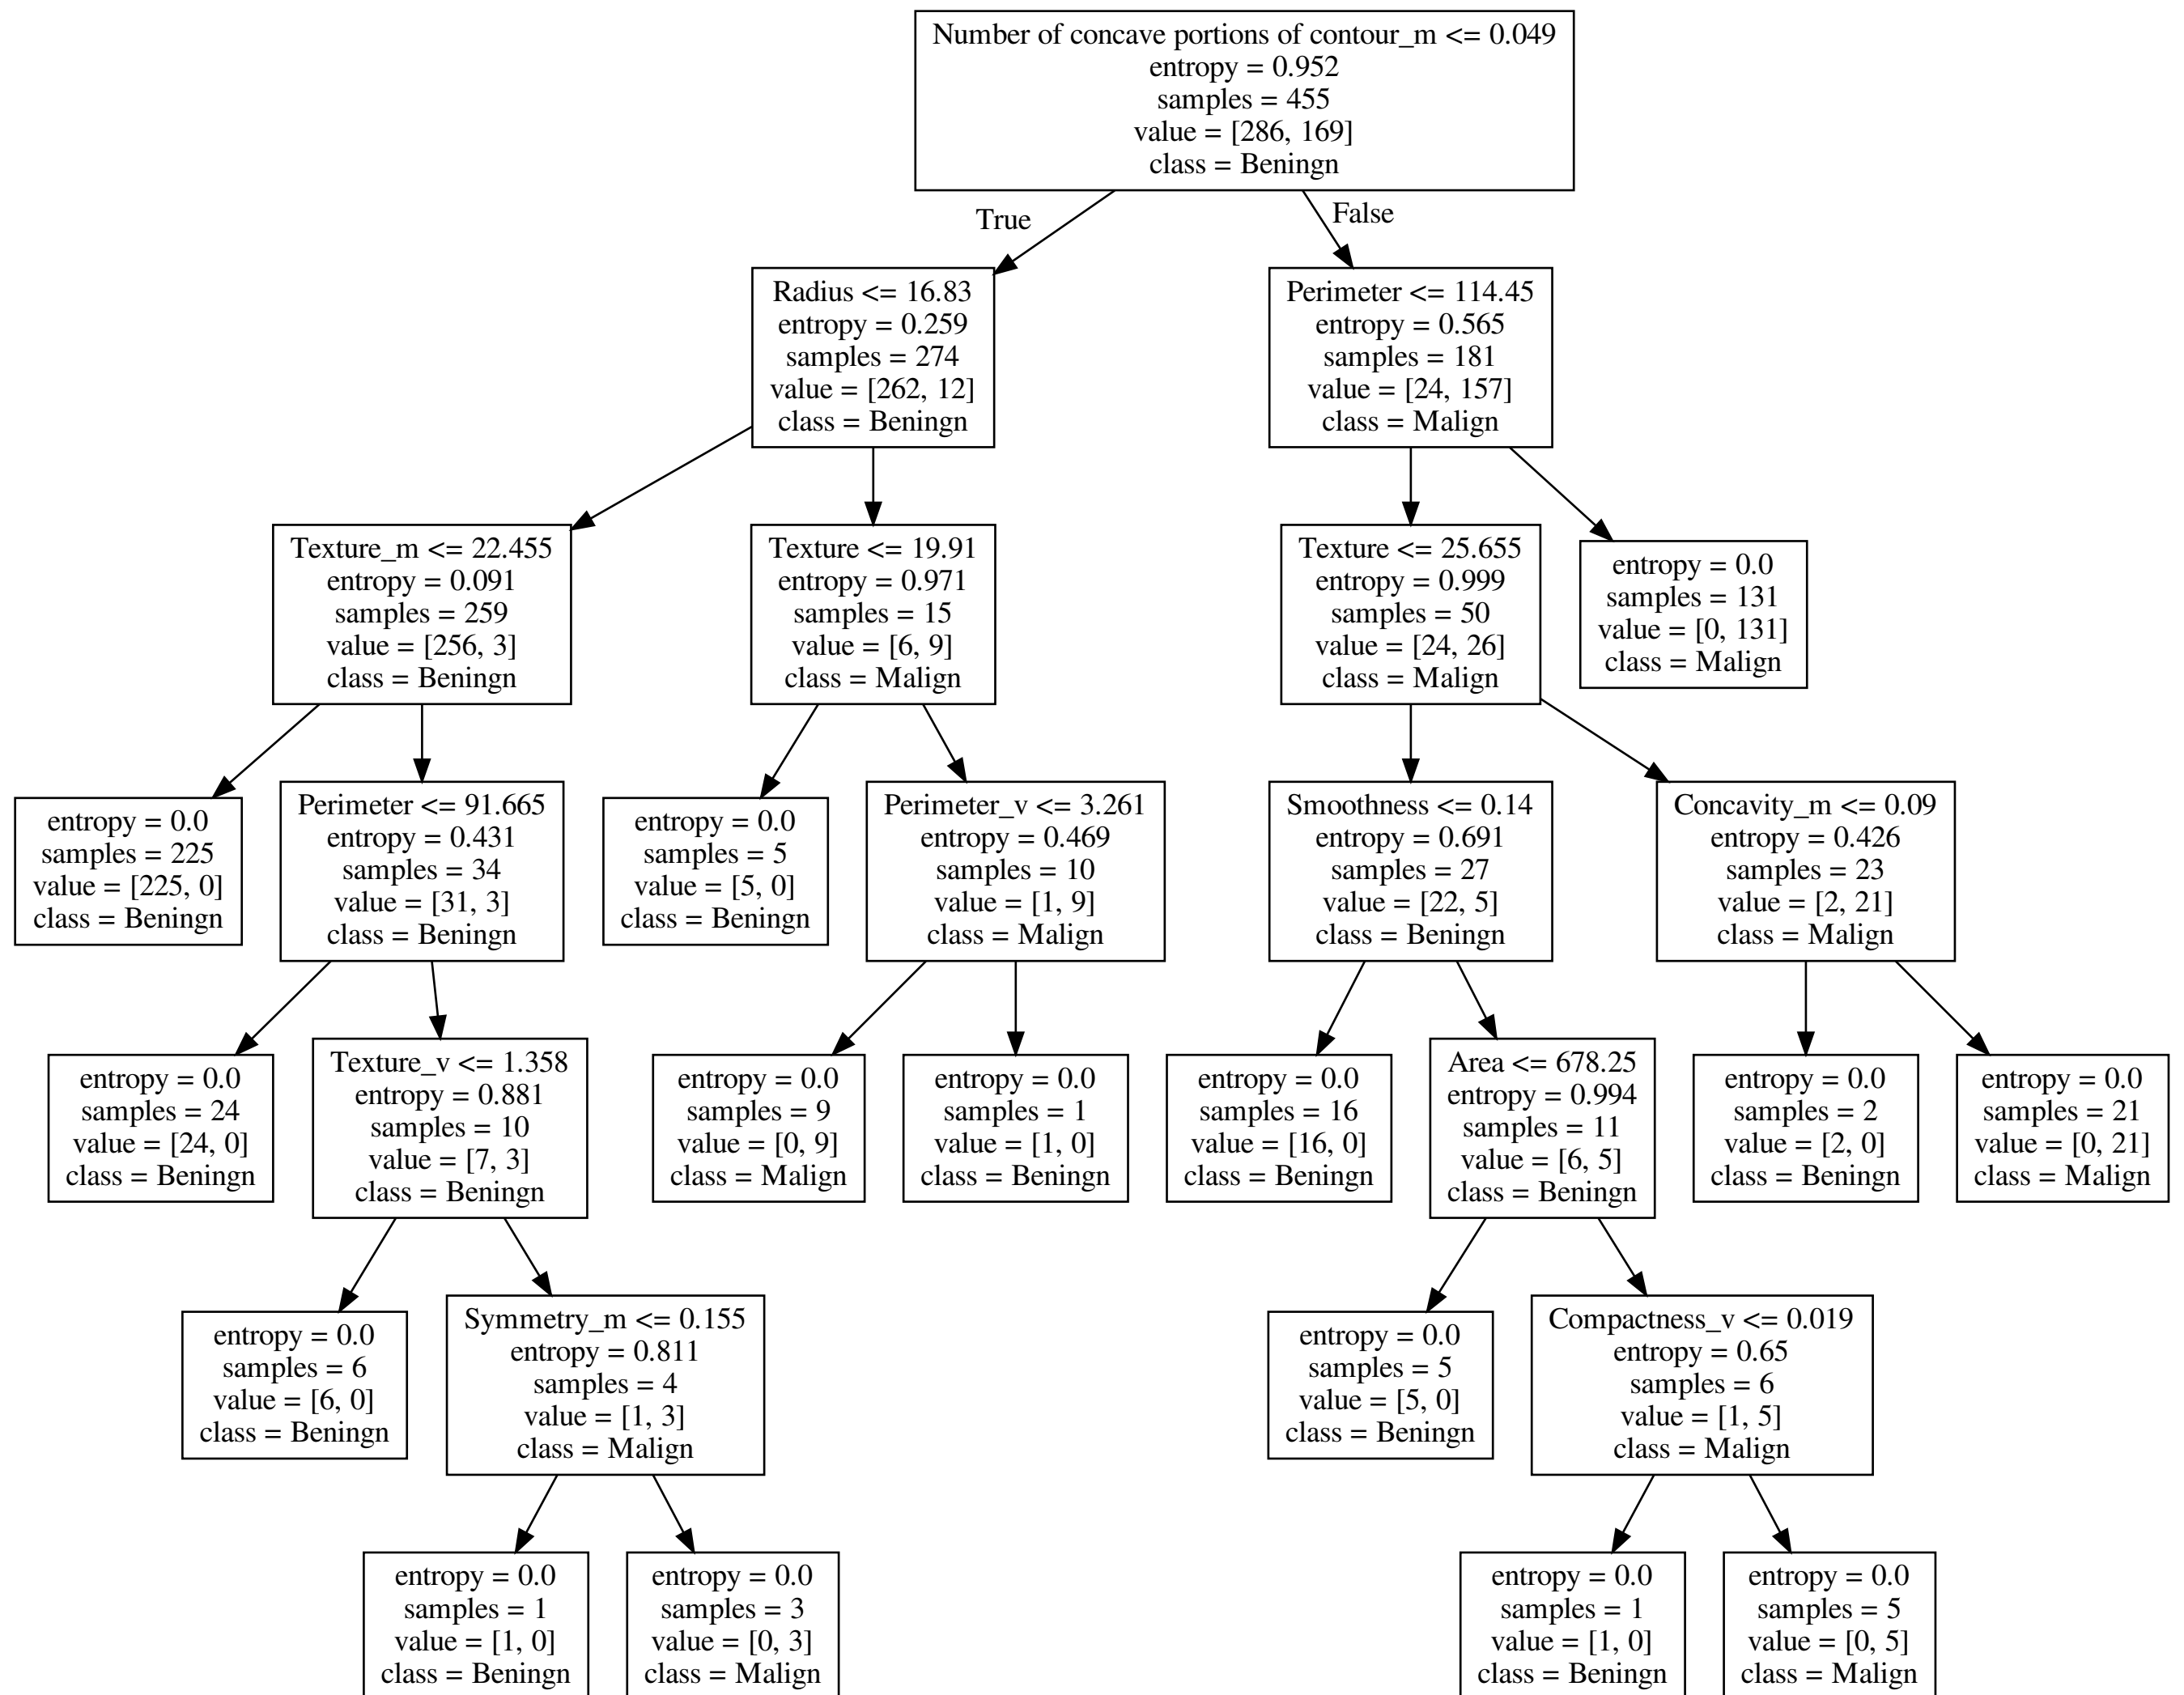 Number of concave portions of contour_m <= 0.049
entropy = 0.952
samples = 455
value = [286, 169]
class = Beningn
True
False
Radius <= 16.83
entropy = 0.259
samples = 274
value = [262, 12]
class = Beningn
Perimeter <= 114.45
entropy = 0.565
samples = 181
value = [24, 157]
class = Malign
Texture_m <= 22.455
entropy = 0.091
samples = 259
value = [256, 3]
class = Beningn
Texture <= 19.91
entropy = 0.971
samples = 15
value = [6, 9]
class = Malign
Texture <= 25.655
entropy = 0.999
samples = 50
value = [24, 26]
class = Malign
entropy = 0.0
samples = 131
value = [0, 131]
class = Malign
entropy = 0.0
samples = 225
value = [225, 0]
class = Beningn
Perimeter <= 91.665
entropy = 0.431
samples = 34
value = [31, 3]
class = Beningn
entropy = 0.0
samples = 5
value = [5, 0]
class = Beningn
Perimeter_v <= 3.261
entropy = 0.469
samples = 10
value = [1, 9]
class = Malign
Smoothness <= 0.14
entropy = 0.691
samples = 27
value = [22, 5]
class = Beningn
Concavity_m <= 0.09
entropy = 0.426
samples = 23
value = [2, 21]
class = Malign
entropy = 0.0
samples = 24
value = [24, 0]
class = Beningn
Texture_v <= 1.358
entropy = 0.881
samples = 10
value = [7, 3]
class = Beningn
entropy = 0.0
samples = 9
value = [0, 9]
class = Malign
entropy = 0.0
samples = 1
value = [1, 0]
class = Beningn
entropy = 0.0
samples = 16
value = [16, 0]
class = Beningn
Area <= 678.25
entropy = 0.994
samples = 11
value = [6, 5]
class = Beningn
entropy = 0.0
samples = 2
value = [2, 0]
class = Beningn
entropy = 0.0
samples = 21
value = [0, 21]
class = Malign
entropy = 0.0
samples = 6
value = [6, 0]
class = Beningn
Symmetry_m <= 0.155
entropy = 0.811
samples = 4
value = [1, 3]
class = Malign
entropy = 0.0
samples = 5
value = [5, 0]
class = Beningn
Compactness_v <= 0.019
entropy = 0.65
samples = 6
value = [1, 5]
class = Malign
entropy = 0.0
samples = 1
value = [1, 0]
class = Beningn
entropy = 0.0
samples = 3
value = [0, 3]
class = Malign
entropy = 0.0
samples = 1
value = [1, 0]
class = Beningn
entropy = 0.0
samples = 5
value = [0, 5]
class = Malign